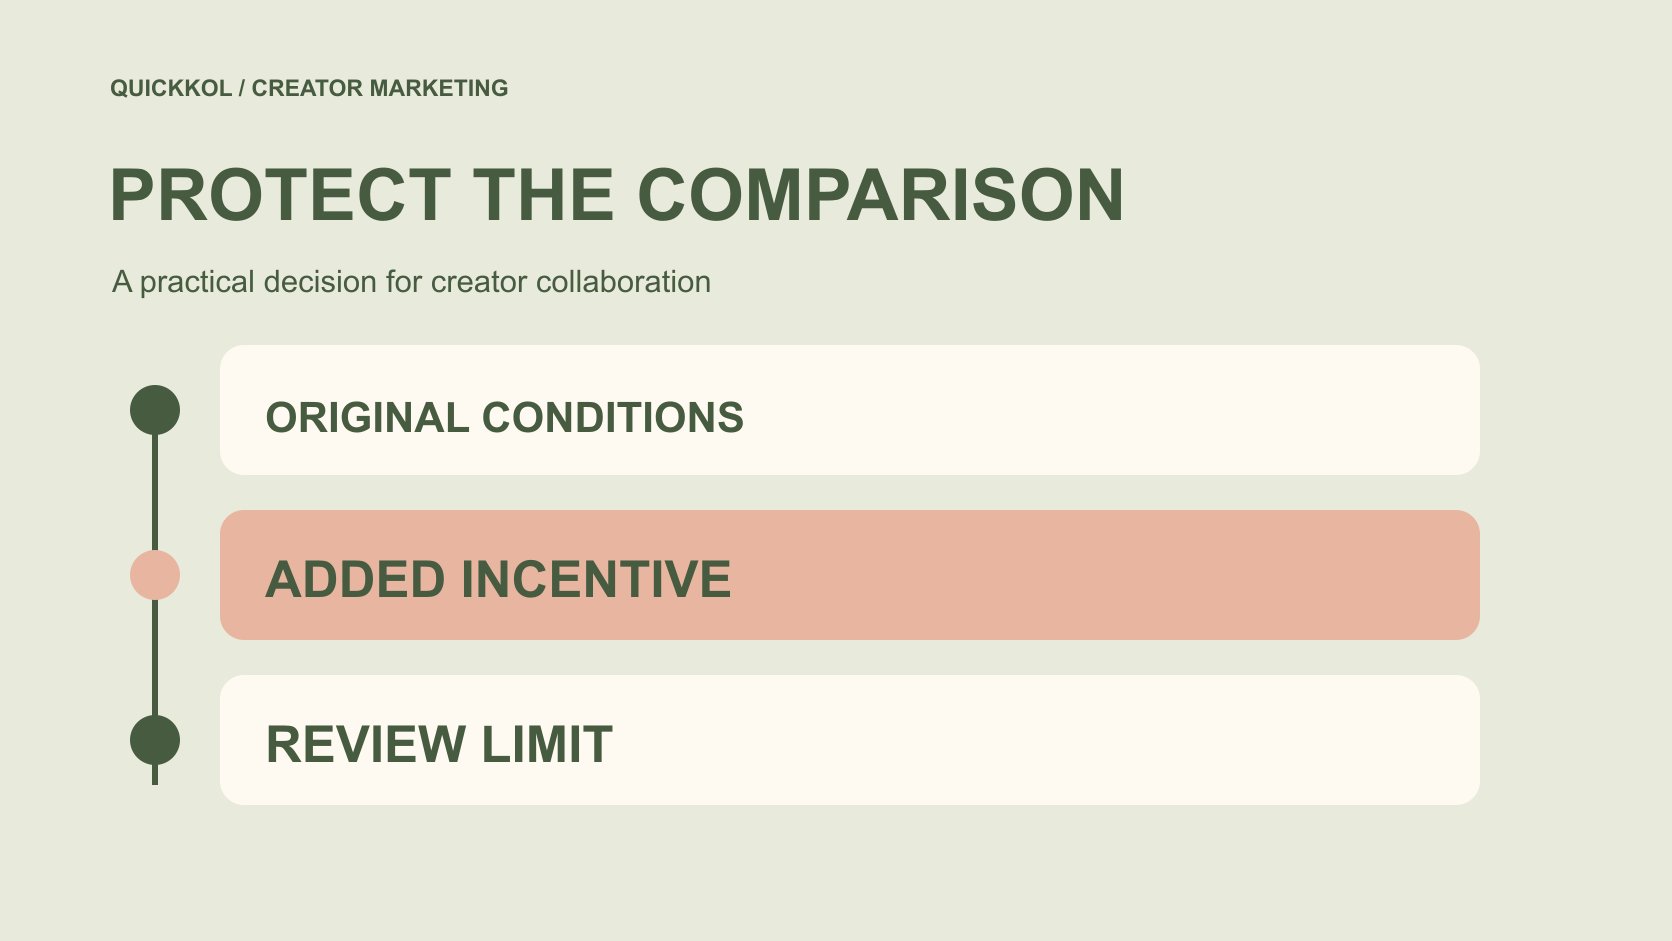 QUICKKOL / CREATOR MARKETING
PROTECT THE COMPARISON
A practical decision for creator collaboration
ORIGINAL CONDITIONS
ADDED INCENTIVE
REVIEW LIMIT